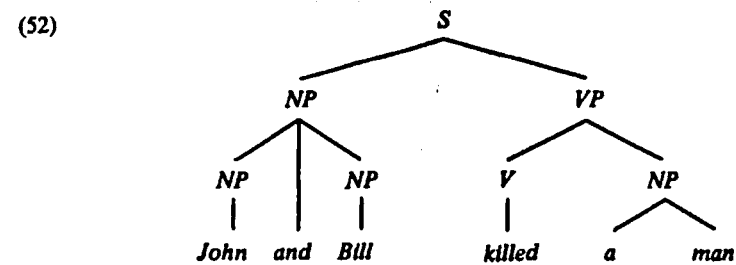 (52)
S
NP VP
NP NP V NP
John and Bill killed a man